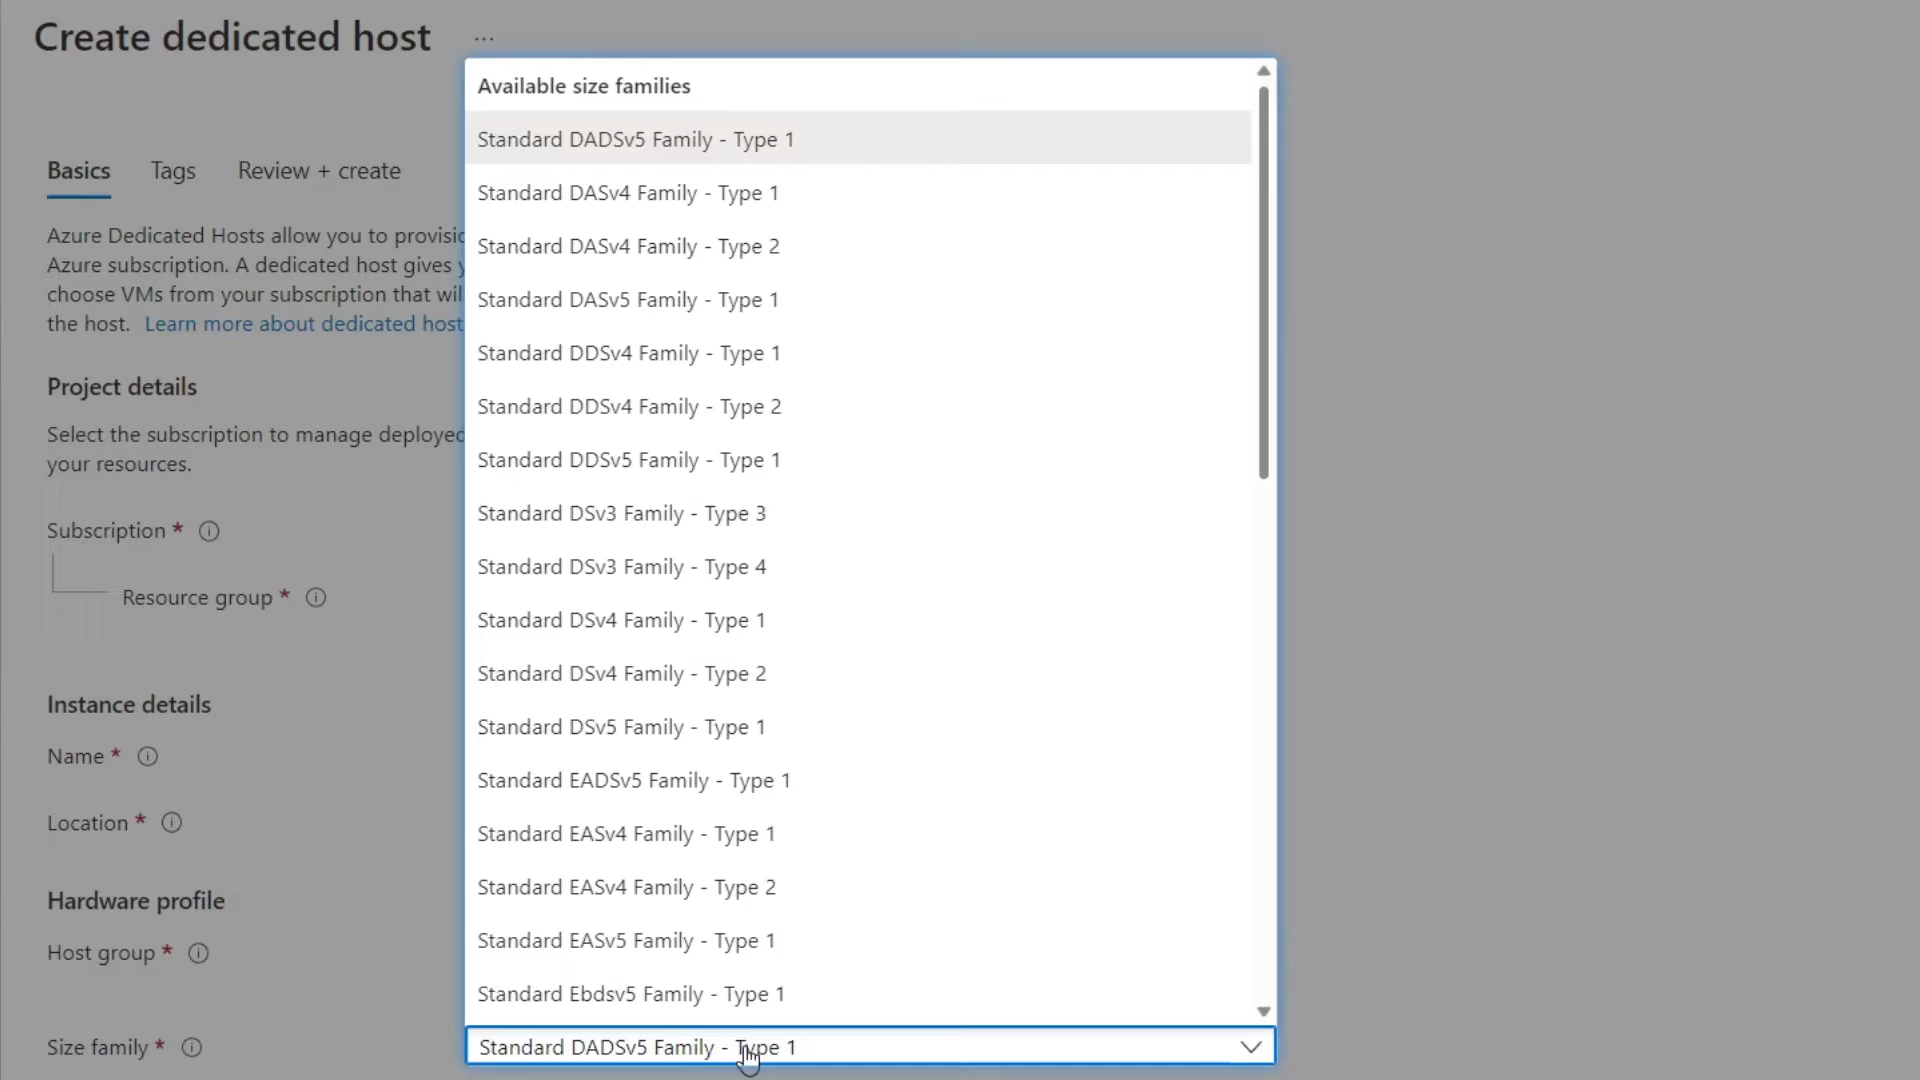 Create dedicated host ...
Available size families
Standard DADSv5 Family - Type 1
Standard DASv4 Family - Type 1
Standard DASv4 Family - Type 2
Standard DASv5 Family - Type 1
Standard DDSv4 Family - Type 1
Standard DDSv4 Family - Type 2
Standard DDSv5 Family - Type 1
Standard DSv3 Family - Type 3
Standard DSv3 Family - Type 4
Standard DSv4 Family - Type 1
Standard DSv4 Family - Type 2
Standard DSv5 Family - Type 1
Standard EADSv5 Family - Type 1
Standard EASv4 Family - Type 1
Standard EASv4 Family - Type 2
Standard EASv5 Family - Type 1
Standard Ebdsv5 Family - Type 1
Basics Tags Review + create
Azure Dedicated Hosts allow you to
Azure subscription. A dedicated host gives
choose VMs from your subscription that
the host. Learn more about dedicated host
Project details
Select the subscription to manage deployed
your resources.
Subscription *
Resource group *
Instance details
Name *
Location *
Hardware profile
Host group *
Size family *
Standard DADSv5 Family - Type 1